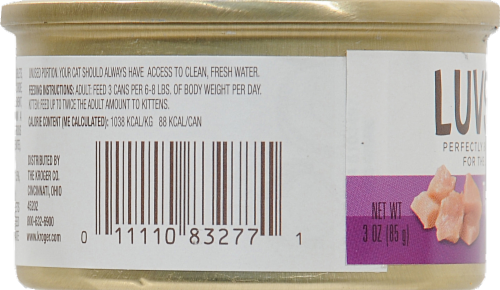 UNUSED PORTION. YOUR CAT SHOULD ALWAYS HAVE ACCESS TO CLEAN, FRESH WATER.
FEEDING INSTRUCTIONS: ADULT: FEED 3 CANS PER 6-8 LBS. OF BODY WEIGHT PER DAY.
KITTEN: FEED UP TO TWICE THE ADULT AMOUNT TO KITTENS.
CALORIE CONTENT (ME CALCULATED): 1038 KCAL/KG 88 KCAL/CAN
DISTRIBUTED BY
THE KROGER CO.
CINCINNATI, OHIO
45202
800-632-6900
www.kroger.com
0 11110 83277 1
LUVS
PERFECTLY
FOR THE
NET WT
3 OZ (85 g)